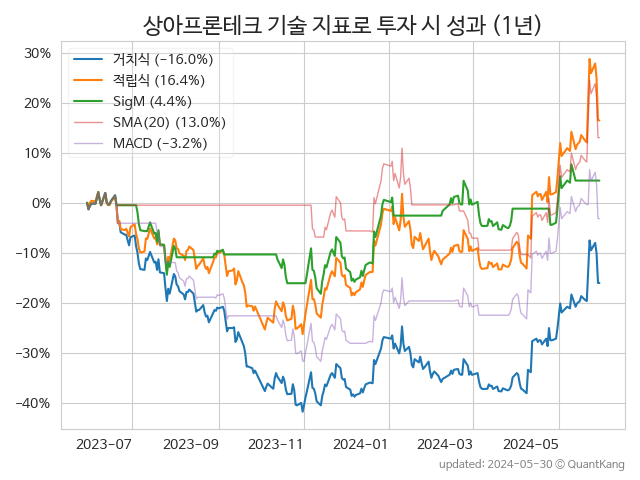 상아프론테크 기술 지표로 투자 시 성과 (1년)
거치식 (−16.0%)
적립식 (16.4%)
SigM (4.4%)
SMA(20) (13.0%)
MACD (−3.2%)
30%
20%
10%
0%
−10%
−20%
−30%
−40%
2023-07 2023-09 2023-11 2024-01 2024-03 2024-05
updated: 2024-05-30 © QuantKang